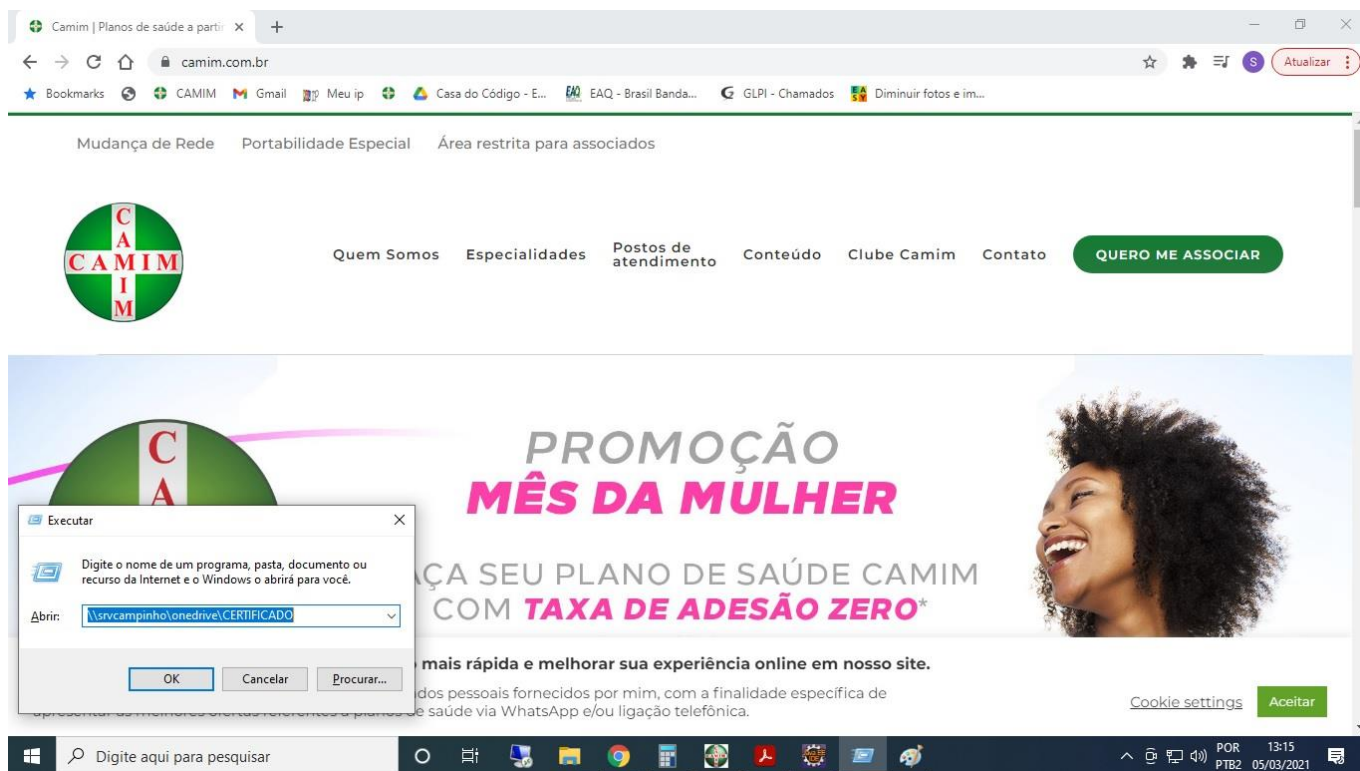 Camim | Planos de saúde a partir
camim.com.br
S
Atualizar
Bookmarks CAMIM Gmail Meu ip Casa do Código - E... EAQ - Brasil Banda... GLPI - Chamados Diminuir fotos e im...
Mudança de Rede Portabilidade Especial Área restrita para associados
CAMIM
CAMIM
Quem Somos Especialidades Postos de atendimento Conteúdo Clube Camim Contato QUERO ME ASSOCIAR
C
A
PROMOÇÃO
MÊS DA MULHER
AÇA SEU PLANO DE SAÚDE CAMIM
COM TAXA DE ADESÃO ZERO*
Executar
Digite o nome de um programa, pasta, documento ou
recurso da Internet e o Windows o abrirá para você.
Abrir: \\srvcampinho\onedrive\CERTIFICADO
OK Cancelar Procurar...
mais rápida e melhorar sua experiência online em nosso site.
dos pessoais fornecidos por mim, com a finalidade específica de
de saúde via WhatsApp e/ou ligação telefônica.
Cookie settings Aceitar
Digite aqui para pesquisar
POR 13:15
PTB2 05/03/2021